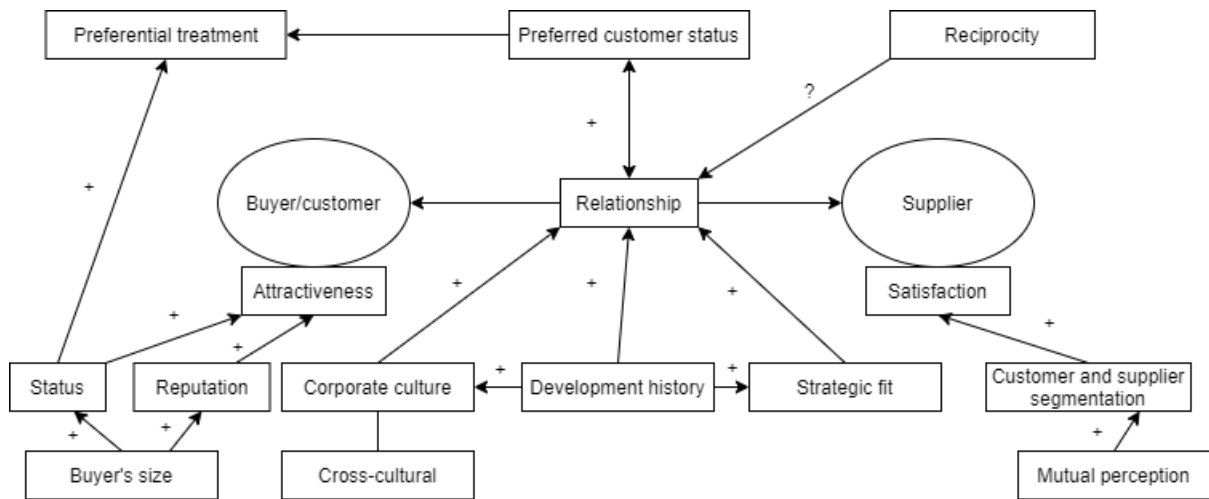 Preferential treatment
Preferred customer status
Reciprocity
?
+
+
Buyer/customer
Relationship
Supplier
Attractiveness
Satisfaction
+
+
+
+
+
+
Status
Reputation
Corporate culture
+
Development history
+
Strategic fit
Customer and supplier
segmentation
+
+
+
Buyer's size
Cross-cultural
Mutual perception